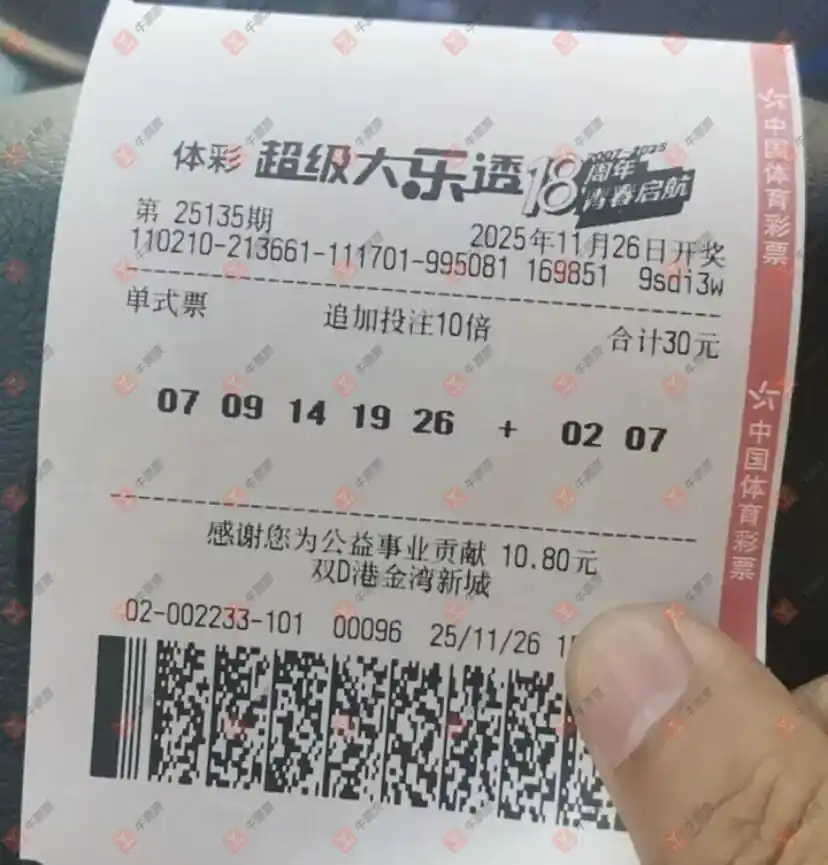 体彩 超级大乐透 18 周年 2007-2025
青春启航
第 25135期 2025年11月26日开奖
110210-213661-111701-995081 169851 9sdi3w
单式票 追加投注10倍 合计30元
07 09 14 19 26 + 02 07
感谢您为公益事业贡献 10.80元
双D港金湾新城
02-002233-101 00096 25/11/26 1
中国体育彩票
中国体育彩票